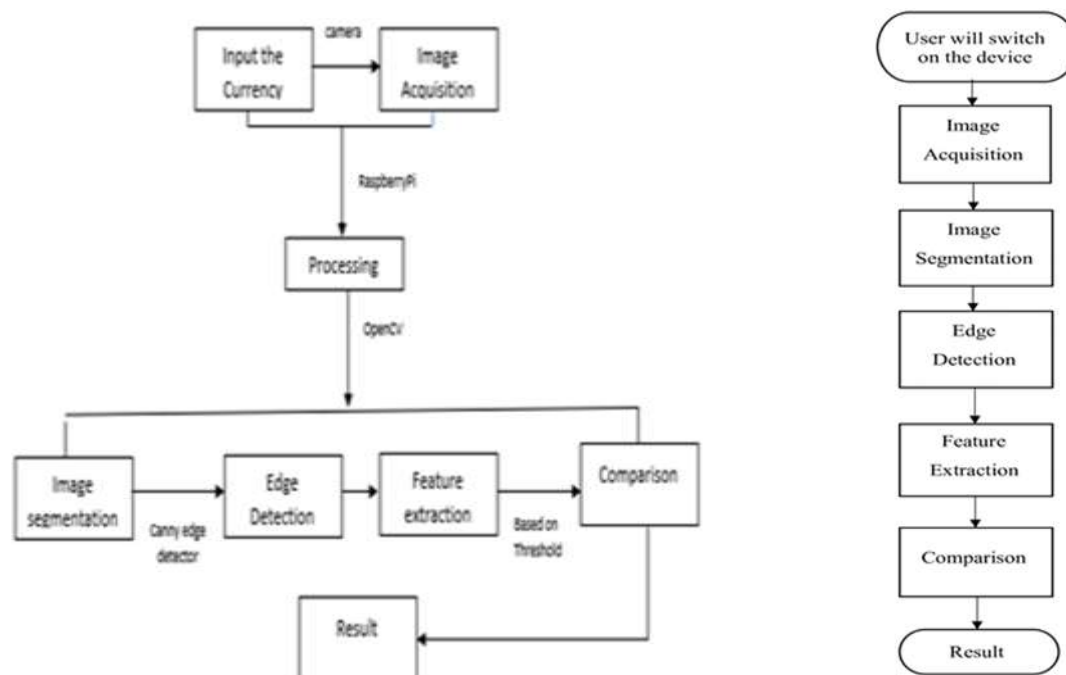 camera
Input the
Currency
Image
Acquisition
RaspberryPi
Processing
OpenCV
Image
segmentation
Canny edge
detector
Edge
Detection
Feature
extraction
Based on
Threshold
Comparison
Result
User will switch
on the device
Image
Acquisition
Image
Segmentation
Edge
Detection
Feature
Extraction
Comparison
Result